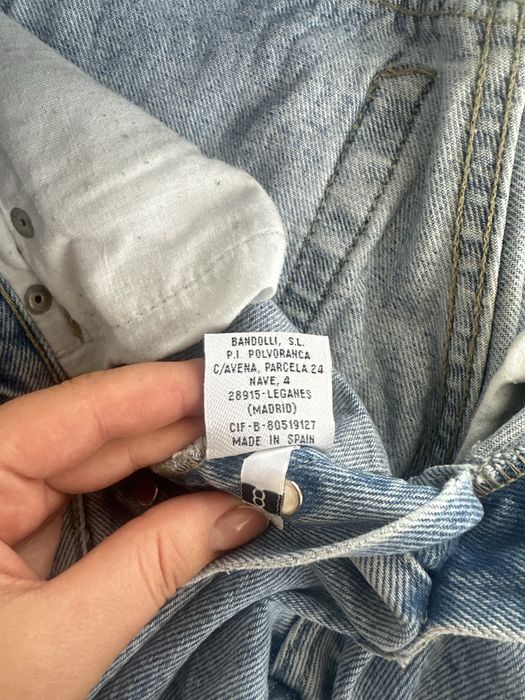 BANDOLLI, S.L.
P.I. POLVORANCA
C/AVENA, PARCELA 24
NAVE, 4
28915-LEGANES
(MADRID)
CIF-B-80519127
MADE IN SPAIN